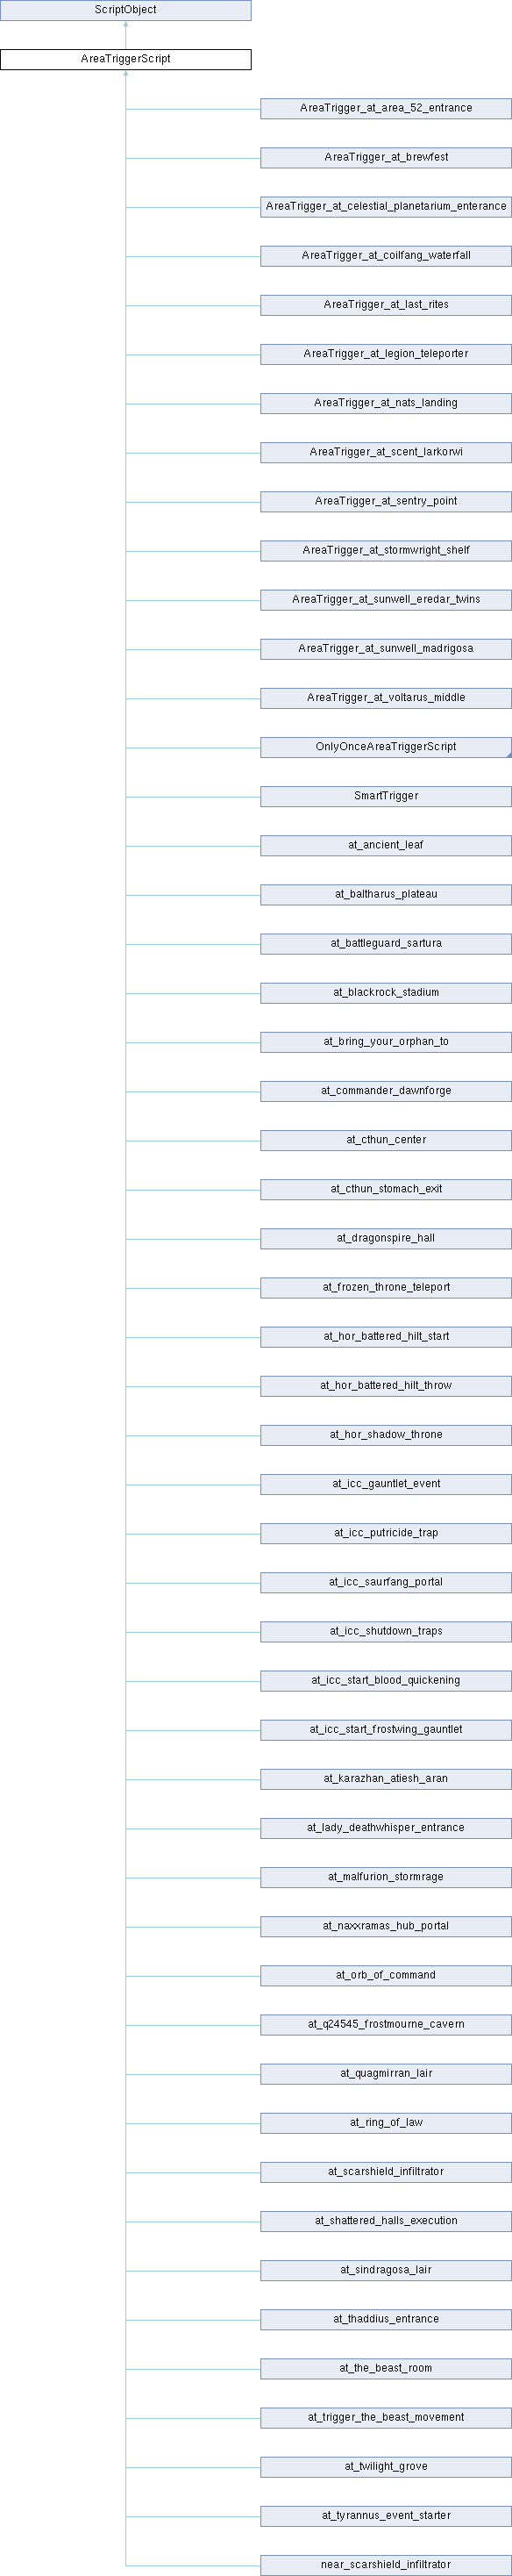 ScriptObject
AreaTriggerScript
AreaTrigger_at_area_52_entrance
AreaTrigger_at_brewfest
AreaTrigger_at_celestial_planetarium_enterance
AreaTrigger_at_coilfang_waterfall
AreaTrigger_at_last_rites
AreaTrigger_at_legion_teleporter
AreaTrigger_at_nats_landing
AreaTrigger_at_scent_larkorwi
AreaTrigger_at_sentry_point
AreaTrigger_at_stormwright_shelf
AreaTrigger_at_sunwell_eredar_twins
AreaTrigger_at_sunwell_madrigosa
AreaTrigger_at_voltarus_middle
OnlyOnceAreaTriggerScript
SmartTrigger
at_ancient_leaf
at_baltharus_plateau
at_battleguard_sartura
at_blackrock_stadium
at_bring_your_orphan_to
at_commander_dawnforge
at_cthun_center
at_cthun_stomach_exit
at_dragonspire_hall
at_frozen_throne_teleport
at_hor_battered_hilt_start
at_hor_battered_hilt_throw
at_hor_shadow_throne
at_icc_gauntlet_event
at_icc_putricide_trap
at_icc_saurfang_portal
at_icc_shutdown_traps
at_icc_start_blood_quickening
at_icc_start_frostwing_gauntlet
at_karazhan_atiesh_aran
at_lady_deathwhisper_entrance
at_malfurion_stormrage
at_naxxramas_hub_portal
at_orb_of_command
at_q24545_frostmourne_cavern
at_quagmirran_lair
at_ring_of_law
at_scarshield_infiltrator
at_shattered_halls_execution
at_sindragosa_lair
at_thaddius_entrance
at_the_beast_room
at_trigger_the_beast_movement
at_twilight_grove
at_tyrannus_event_starter
near_scarshield_infiltrator